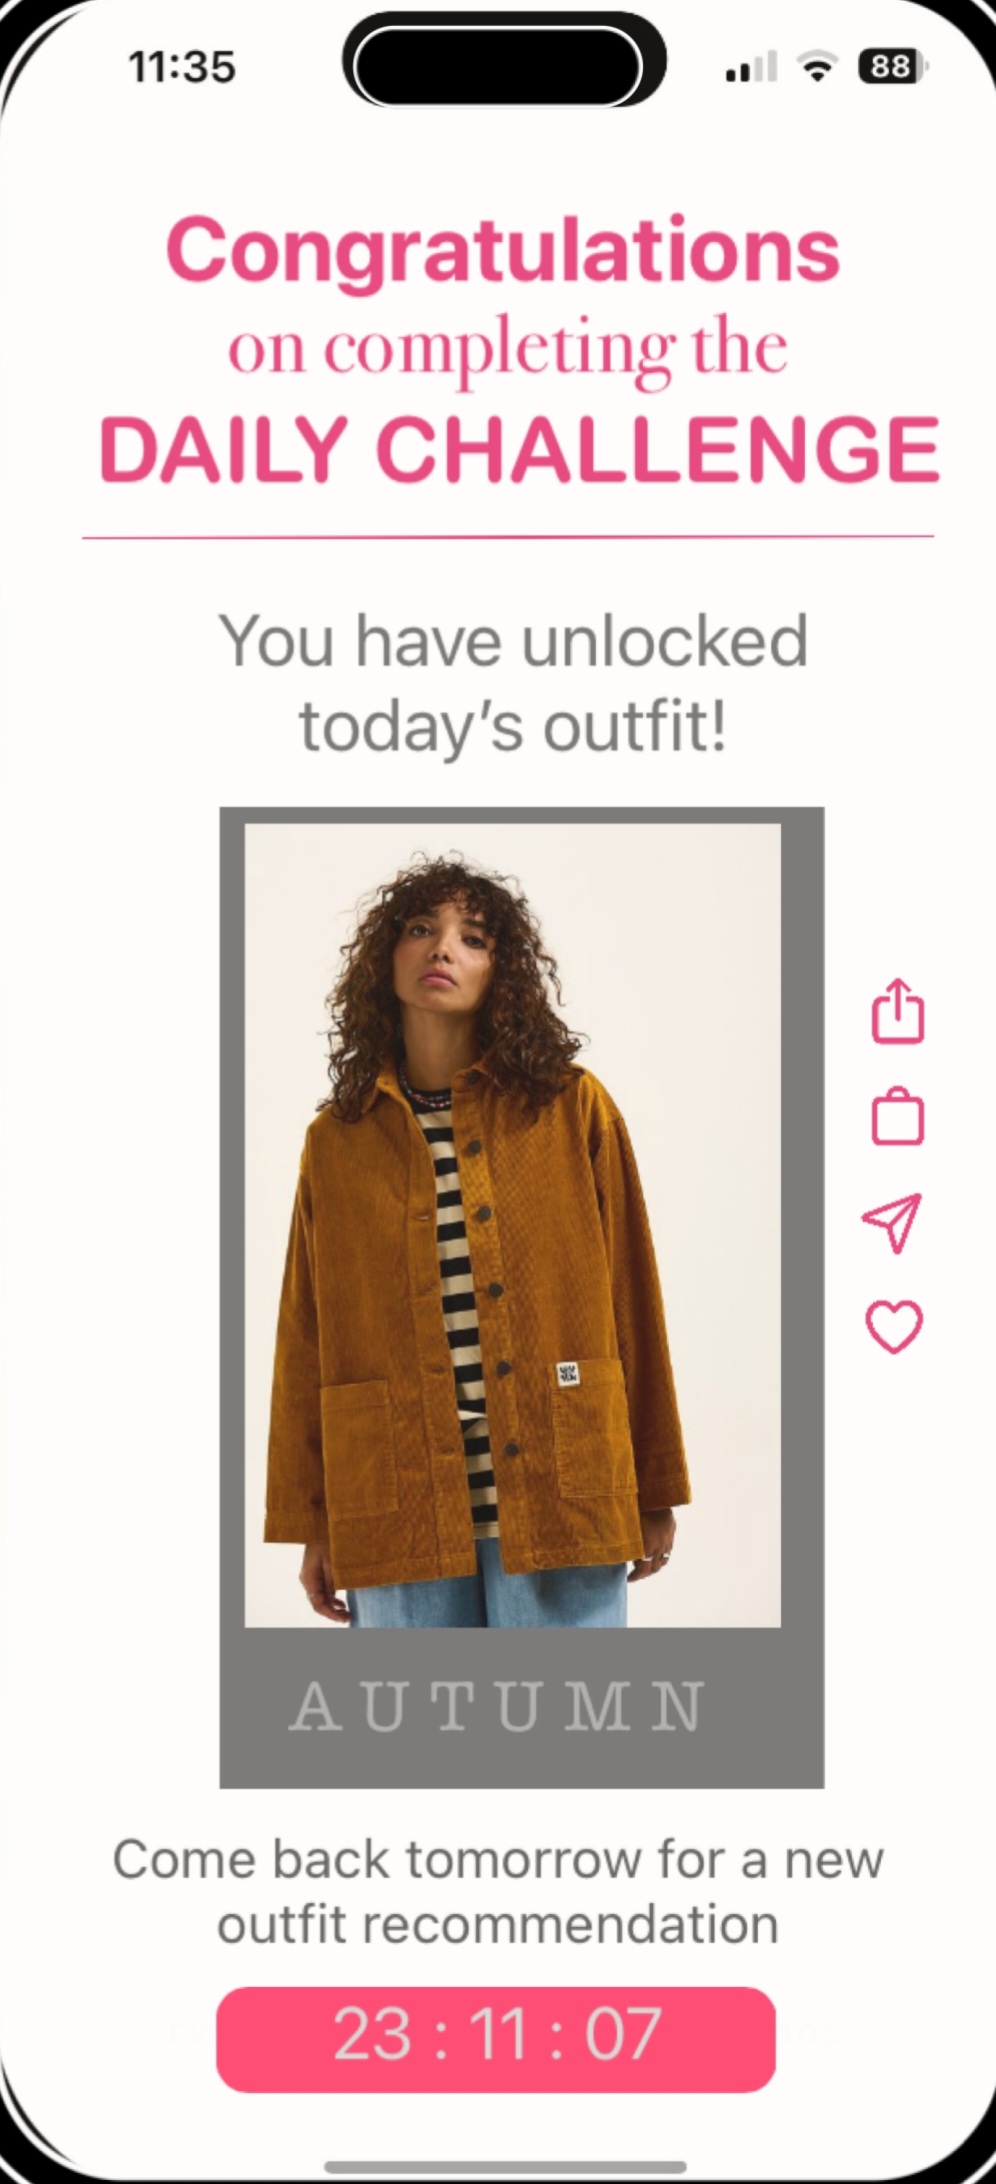 11:35
88
Congratulations
on completing the
DAILY CHALLENGE
You have unlocked
today’s outfit!
AUTUMN
Come back tomorrow for a new
outfit recommendation
23 : 11 : 07